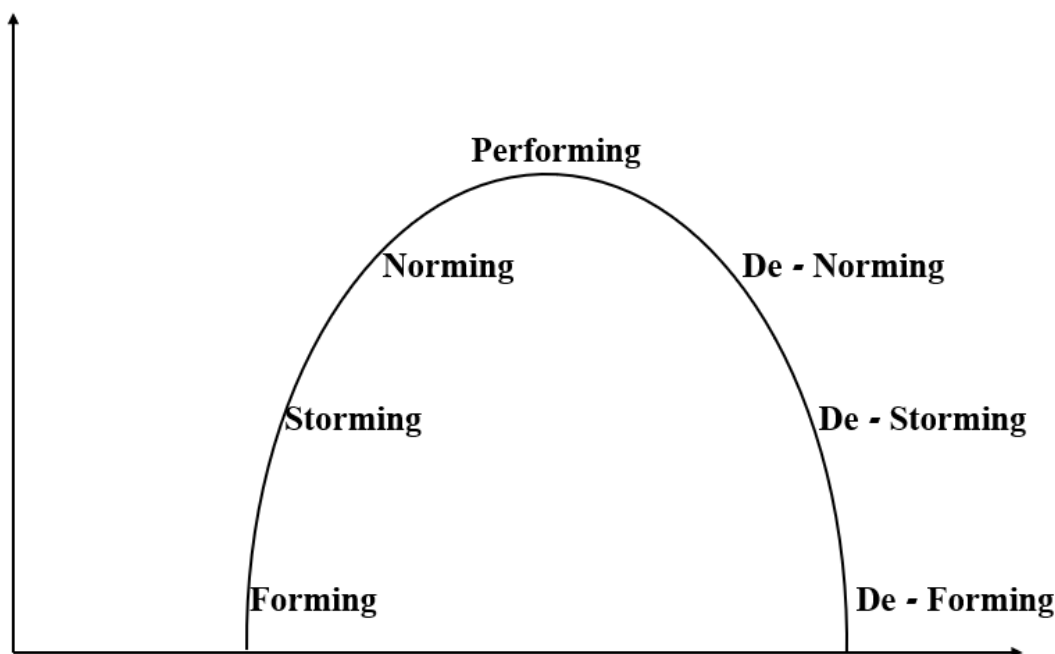 Performing
Norming
De - Norming
Storming
De - Storming
Forming
De - Forming